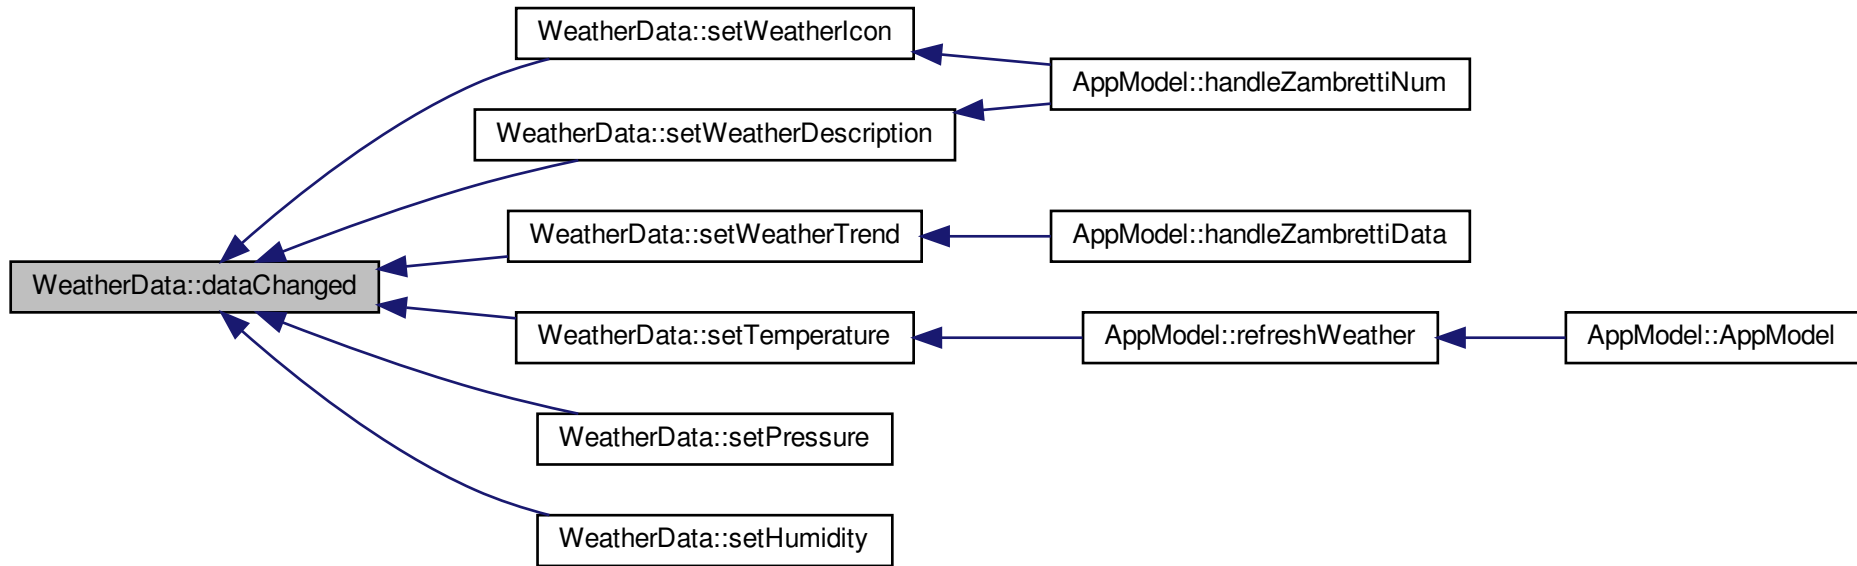 WeatherData::setWeatherIcon
AppModel::handleZambrettiNum
WeatherData::setWeatherDescription
WeatherData::setWeatherTrend
AppModel::handleZambrettiData
WeatherData::dataChanged
WeatherData::setTemperature
AppModel::refreshWeather
AppModel::AppModel
WeatherData::setPressure
WeatherData::setHumidity